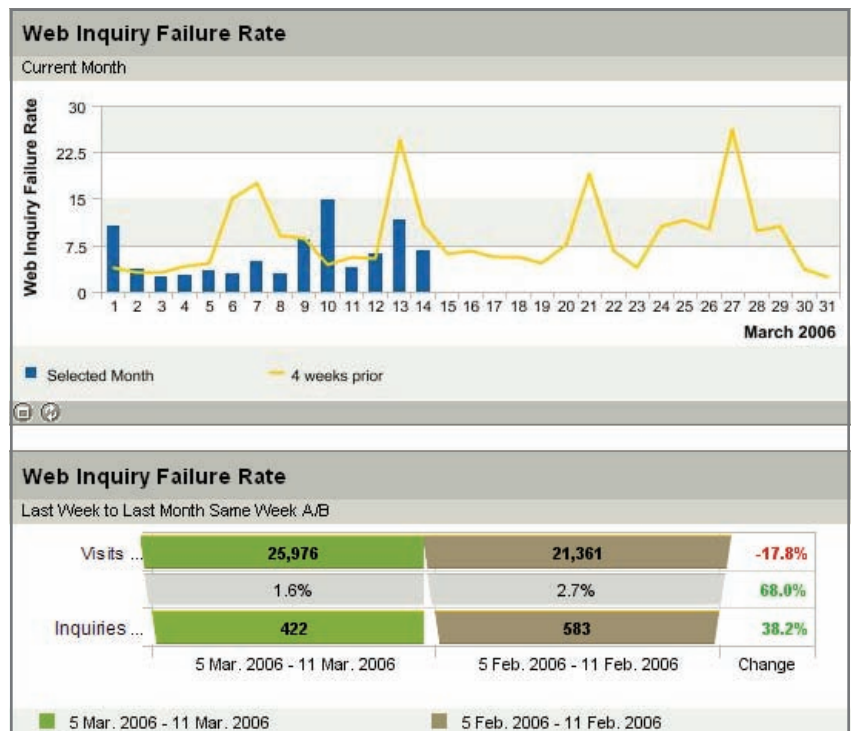 Web Inquiry Failure Rate
Current Month
Web Inquiry Failure Rate
30
22.5
15
7.5
0
1 2 3 4 5 6 7 8 9 10 11 12 13 14 15 16 17 18 19 20 21 22 23 24 25 26 27 28 29 30 31
March 2006
Selected Month 4 weeks prior
Web Inquiry Failure Rate
Last Week to Last Month Same Week A/B
Visits ... 25,976 21,361 -17.8%
1.6% 2.7% 68.0%
Inquiries ... 422 583 38.2%
5 Mar. 2006 - 11 Mar. 2006 5 Feb. 2006 - 11 Feb. 2006 Change
5 Mar. 2006 - 11 Mar. 2006 5 Feb. 2006 - 11 Feb. 2006